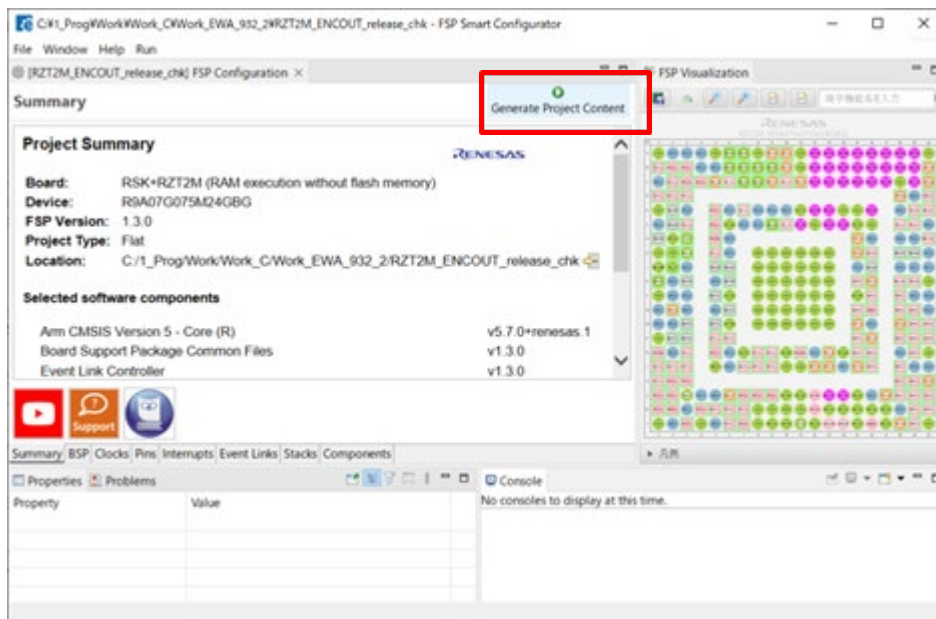 C:¥1_Prog¥Work¥Work_C¥Work_EWA_932_2¥RZT2M_ENCOUT_release_chk - FSP Smart Configurator
File Window Help Run
[RZT2M_ENCOUT_release_chk] FSP Configuration
Summary
Generate Project Content
Project Summary
RENESAS
Board: RSK+RZT2M (RAM execution without flash memory)
Device: R9A07G075M24GBG
FSP Version: 1.3.0
Project Type: Flat
Location: C:/1_Prog/Work/Work_C/Work_EWA_932_2/RZT2M_ENCOUT_release_chk
Selected software components
Arm CMSIS Version 5 - Core (R) v5.7.0+renesas.1
Board Support Package Common Files v1.3.0
Event Link Controller v1.3.0
Support
Summary BSP Clocks Pins Interrupts Event Links Stacks Components
FSP Visualization
RENESAS
凡例
Properties Problems
Property Value
Console
No consoles to display at this time.